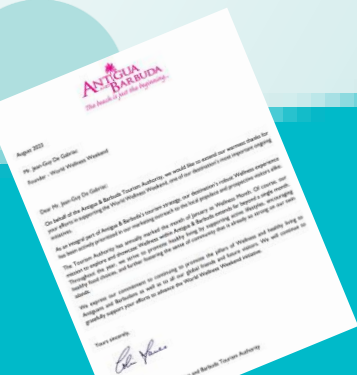 ANTIGUA
BARBUDA
The beach is just the beginning...
August 2022
Mr. Jean-Guy De Gabriac
Founder - World Wellness Weekend
Dear Mr. Jean-Guy De Gabriac:
On behalf of the Antigua & Barbuda Tourism Authority, we would like to extend our warmest thanks for
your efforts in supporting the World Wellness Weekend, one of our destination's most important ongoing
initiatives.
As an integral part of Antigua & Barbuda's tourism strategy, our destination's robust Wellness experience
has been actively promoted in our marketing outreach to the local populace and prospective visitors alike.
The Tourism Authority has annually marked the month of January as Wellness Month. Of course, our
mission to explore and showcase Wellness within Antigua & Barbuda extends far beyond a single month.
Throughout the year, we strive to promote healthy living by supporting active lifestyles, encouraging
healthy food choices, and further fostering the sense of community that is already so strong on our twin
islands.
We express our commitment to continuing to promote the pillars of Wellness and healthy living to
Antiguans and Barbudans as well as to all our global friends and future visitors. We will continue to
gratefully support your efforts to advance the World Wellness Weekend initiative.
Yours sincerely,
Colin James
and Barbuda Tourism Authority